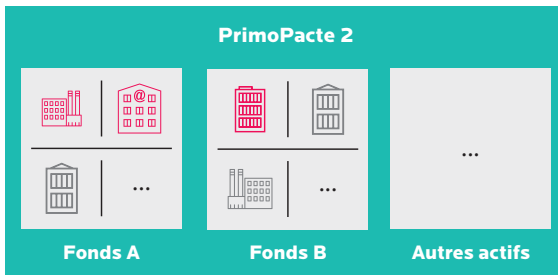 PrimoPacte 2
@
...
...
...
Fonds A
Fonds B
Autres actifs